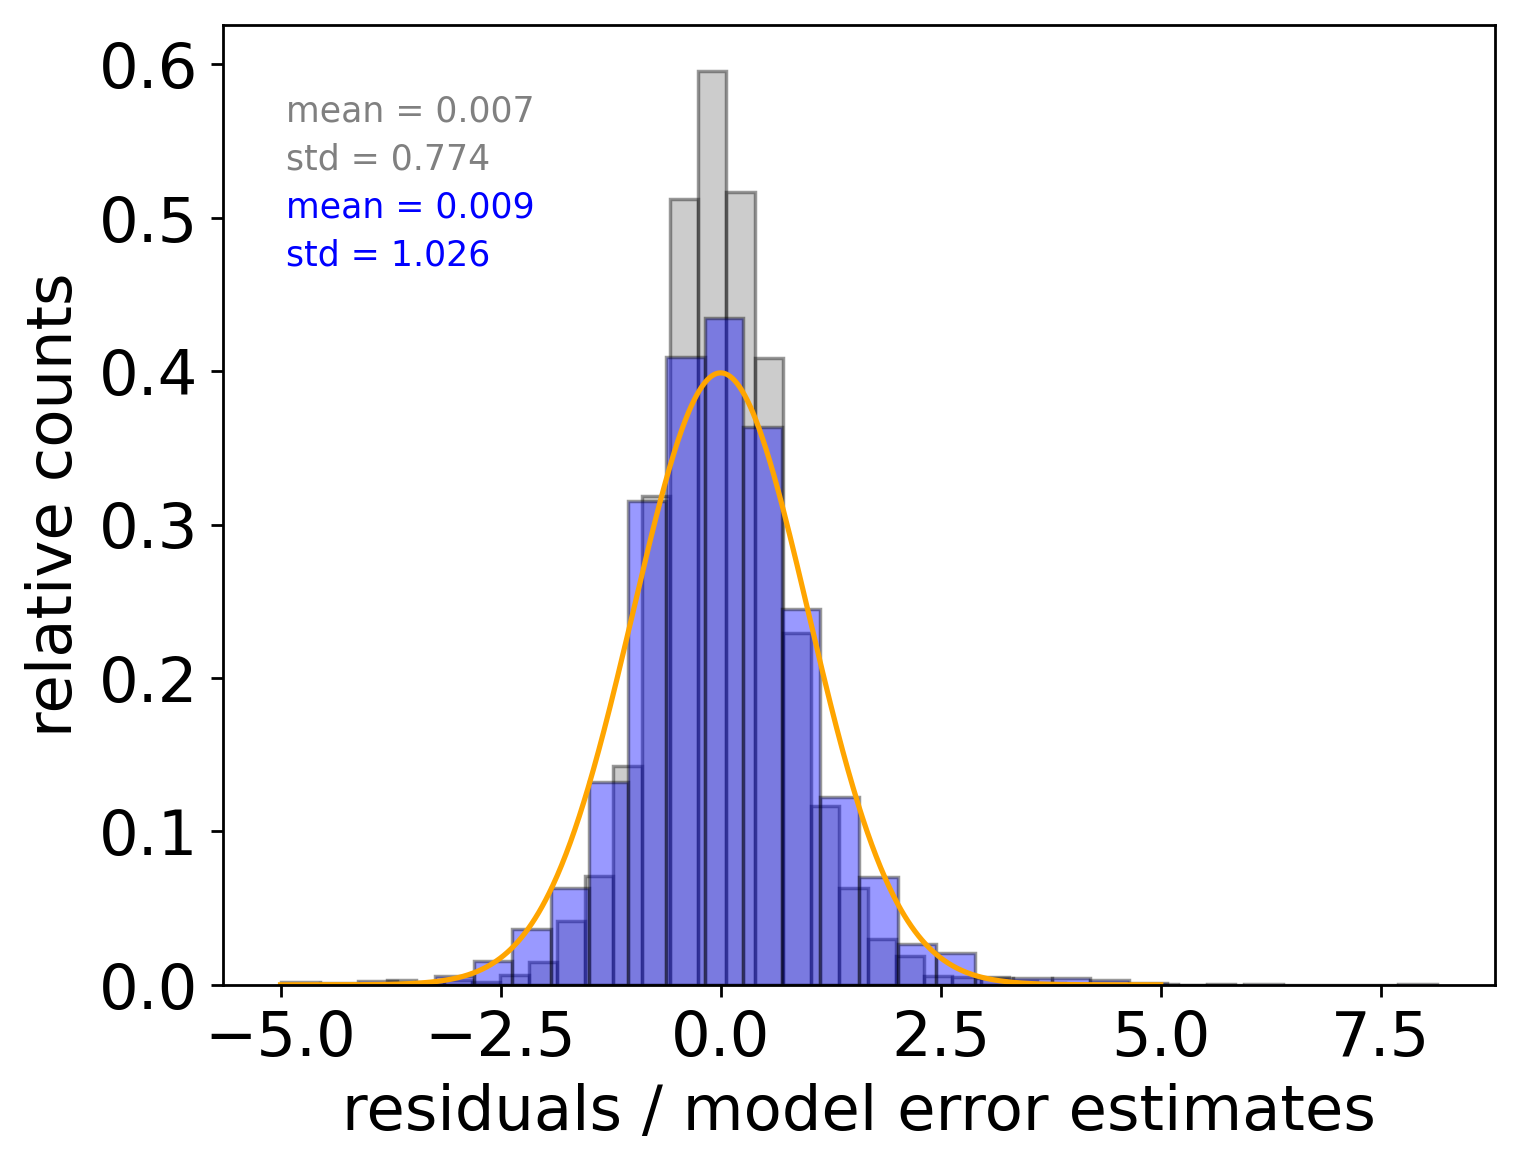 mean = 0.007
std = 0.774
mean = 0.009
std = 1.026
0.6
0.5
0.4
0.3
0.2
0.1
0.0
relative counts
−5.0 −2.5 0.0 2.5 5.0 7.5
residuals / model error estimates